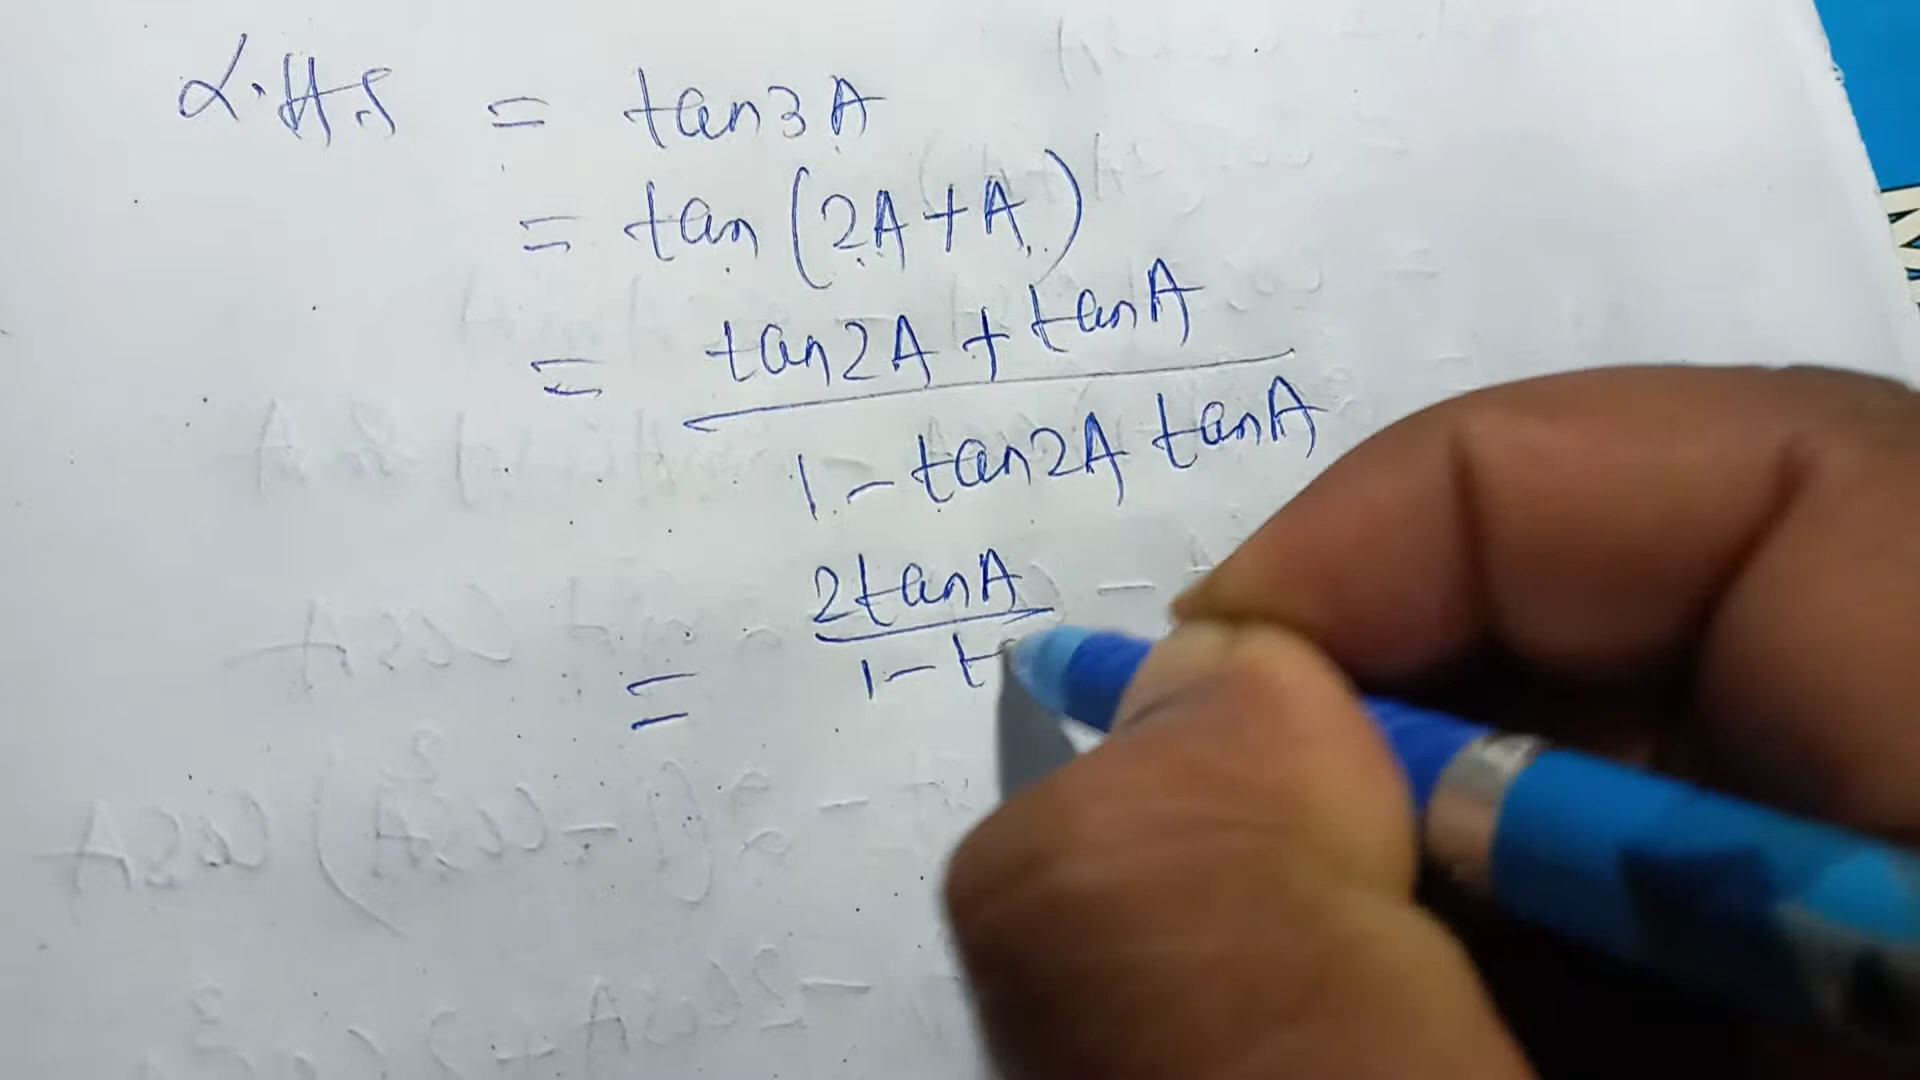 L.H.S = tan3A
= tan (2A+A)
= tan2A + tanA
1 - tan2A tanA
= 2tanA
1 - t